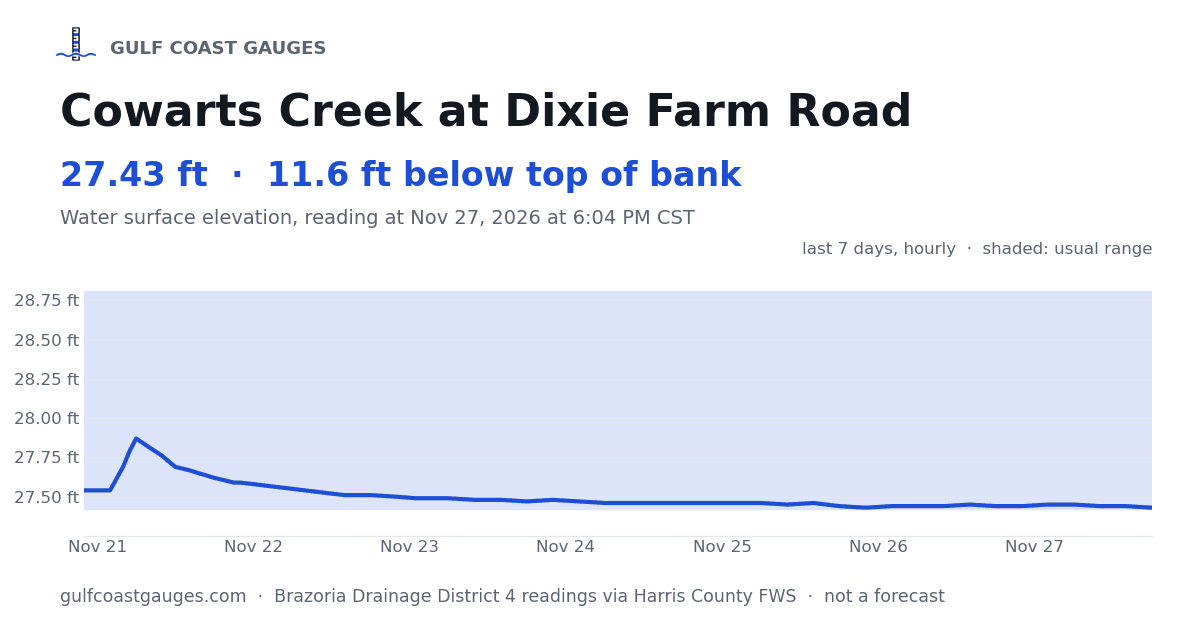 GULF COAST GAUGES
Cowarts Creek at Dixie Farm Road
27.43 ft · 11.6 ft below top of bank
Water surface elevation, reading at Nov 27, 2026 at 6:04 PM CST
last 7 days, hourly · shaded: usual range
28.75 ft
28.50 ft
28.25 ft
28.00 ft
27.75 ft
27.50 ft
Nov 21 Nov 22 Nov 23 Nov 24 Nov 25 Nov 26 Nov 27
gulfcoastgauges.com · Brazoria Drainage District 4 readings via Harris County FWS · not a forecast